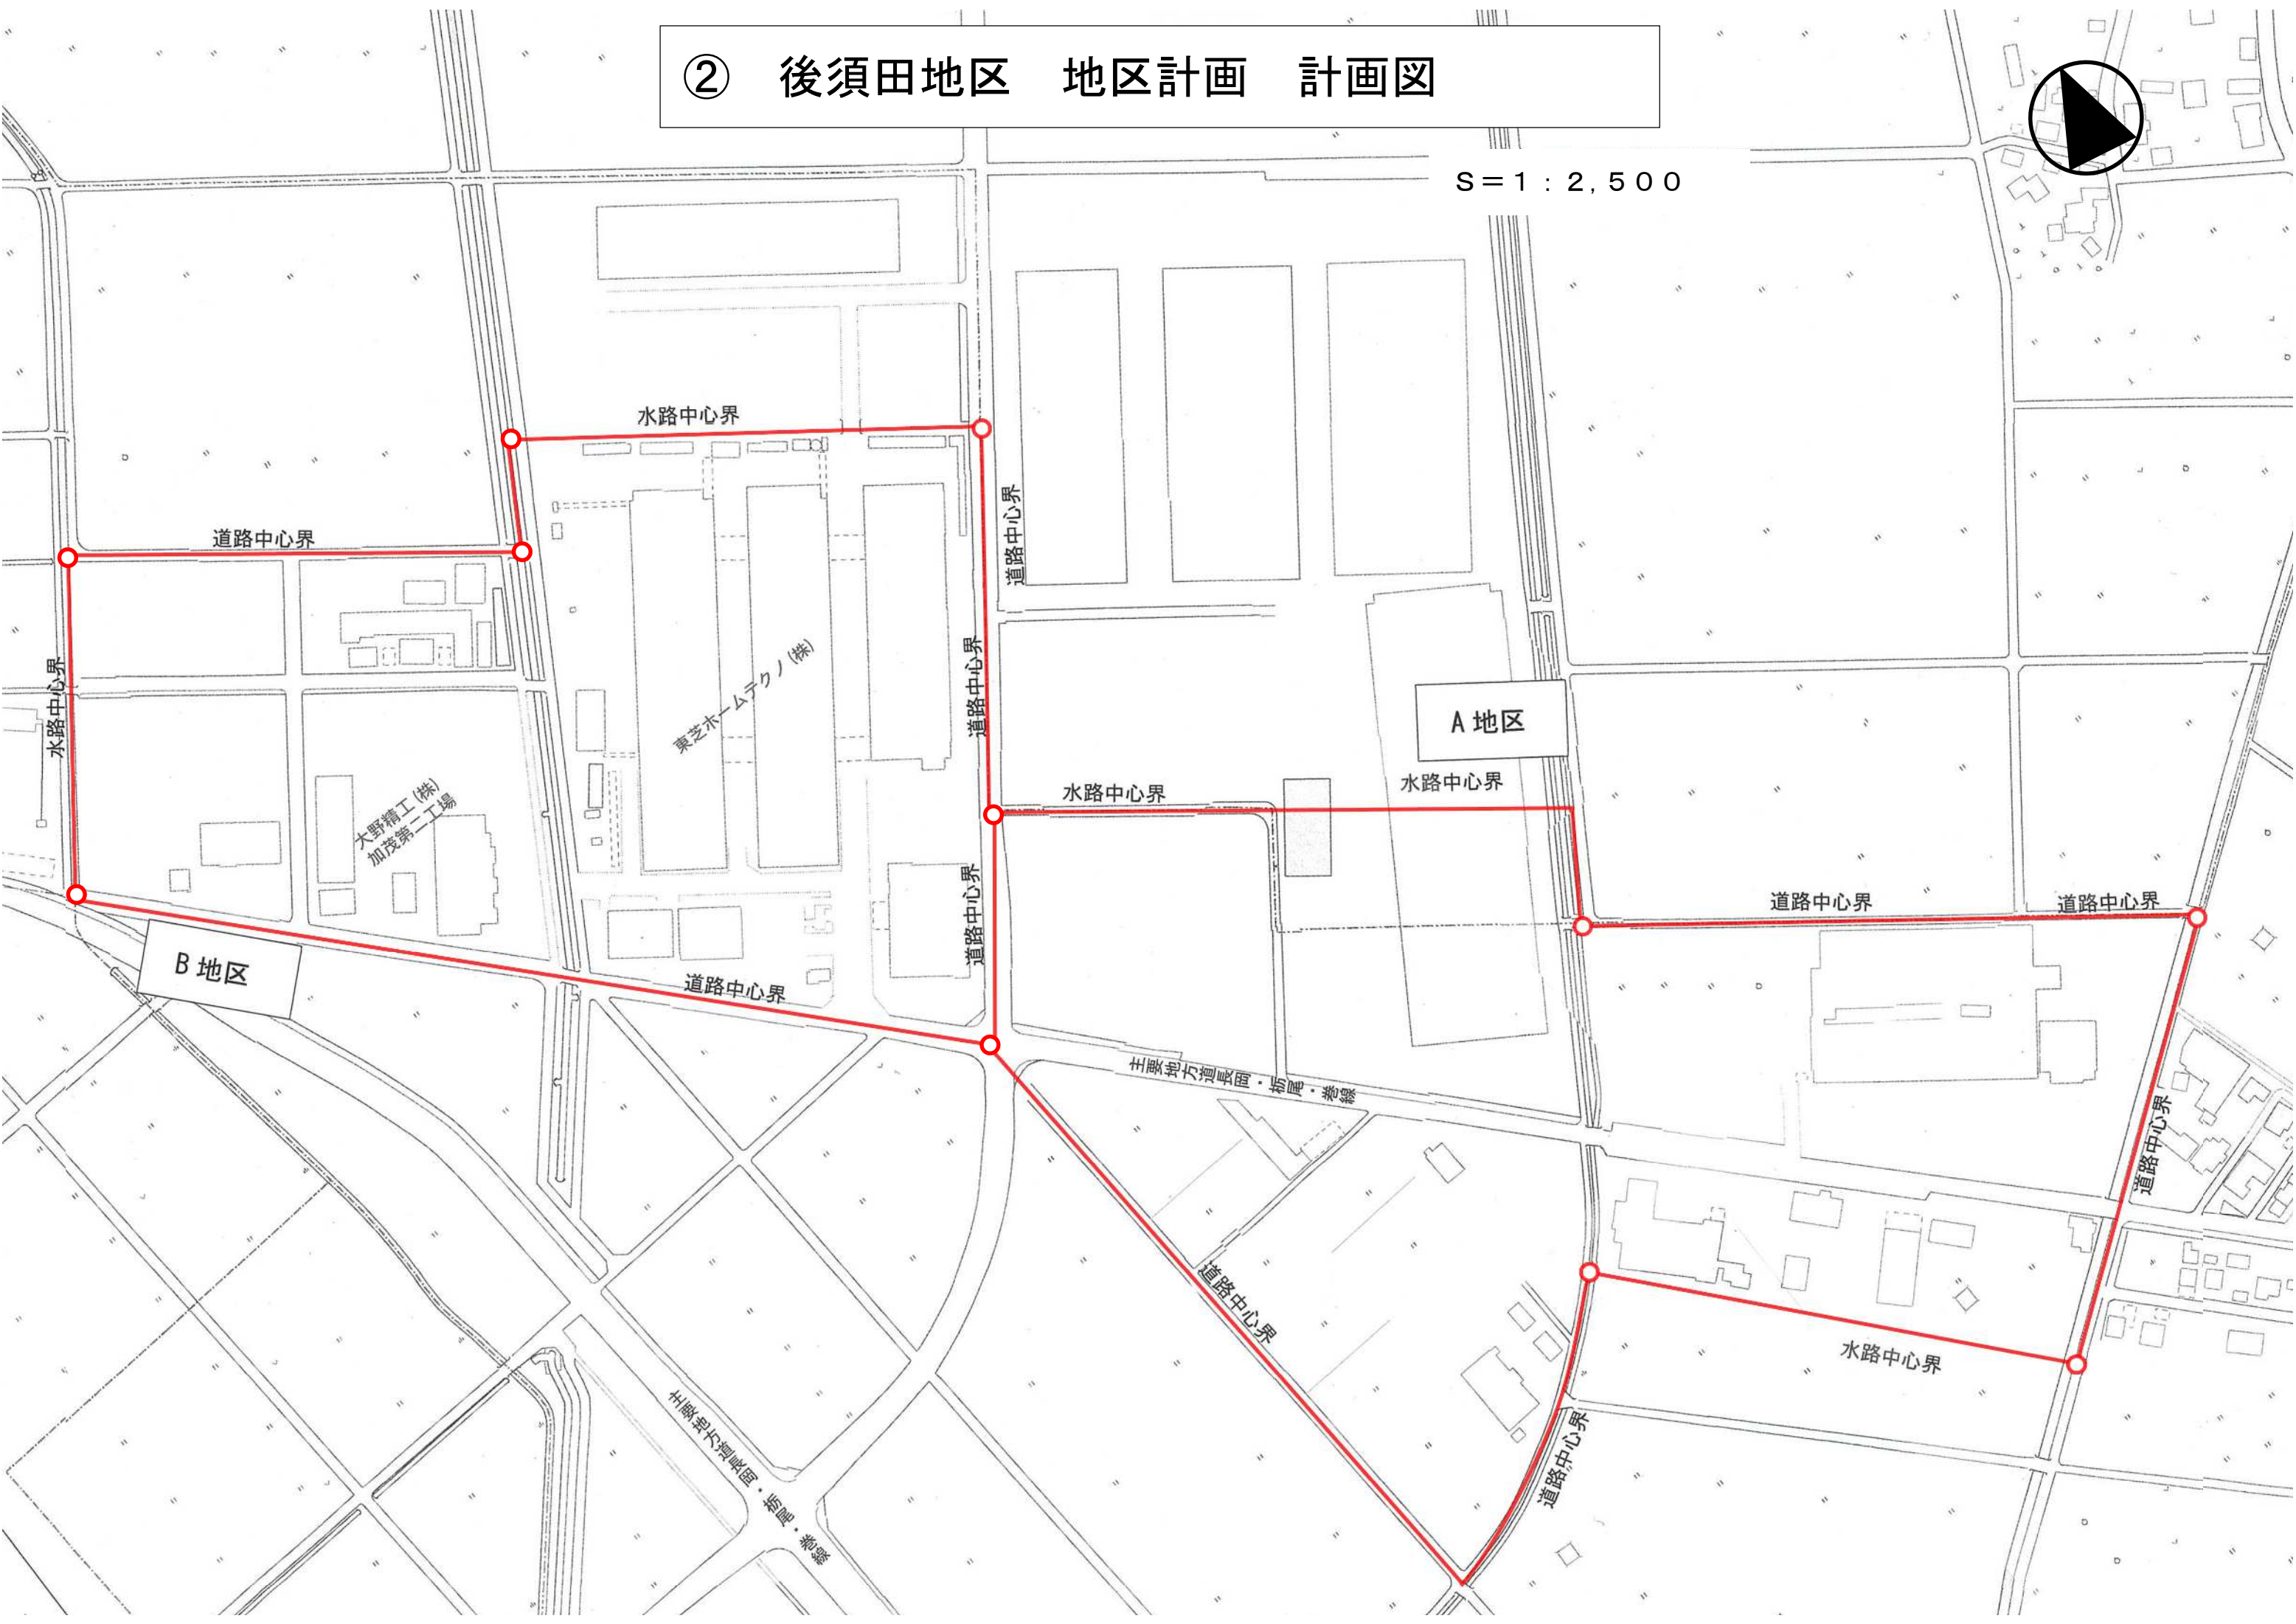 ② 後須田地区 地区計画 計画図
S=1:2,500
水路中心界
道路中心界
道路中心界
水路中心界
道路中心界
東芝ホームテクノ(株)
A 地区
水路中心界
水路中心界
大野精工(株)
加茂第二工場
道路中心界
道路中心界
道路中心界
B 地区
道路中心界
主要地方道長岡・栃尾・巻線
道路中心界
道路中心界
水路中心界
主要地方道長岡・栃尾・巻線
道路中心界